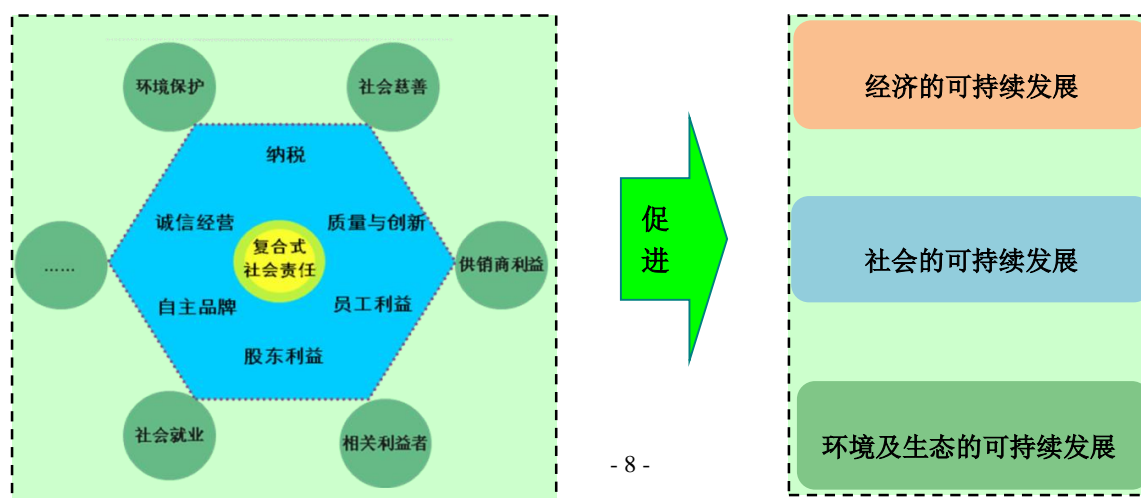 环境保护
社会慈善
纳税
诚信经营
质量与创新
……
复合式
社会责任
供销商利益
自主品牌
员工利益
股东利益
社会就业
相关利益者
促
进
经济的可持续发展
社会的可持续发展
环境及生态的可持续发展
- 8 -